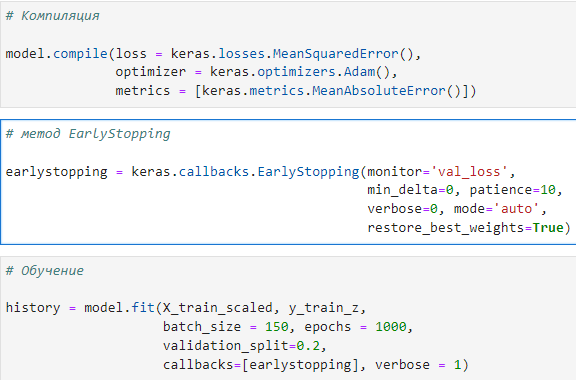 # Компиляция
model.compile(loss = keras.losses.MeanSquaredError(),
optimizer = keras.optimizers.Adam(),
metrics = [keras.metrics.MeanAbsoluteError()])
# метод EarlyStopping
earlystopping = keras.callbacks.EarlyStopping(monitor='val_loss',
min_delta=0, patience=10,
verbose=0, mode='auto',
restore_best_weights=True)
# Обучение
history = model.fit(X_train_scaled, y_train_z,
batch_size = 150, epochs = 1000,
validation_split=0.2,
callbacks=[earlystopping], verbose = 1)